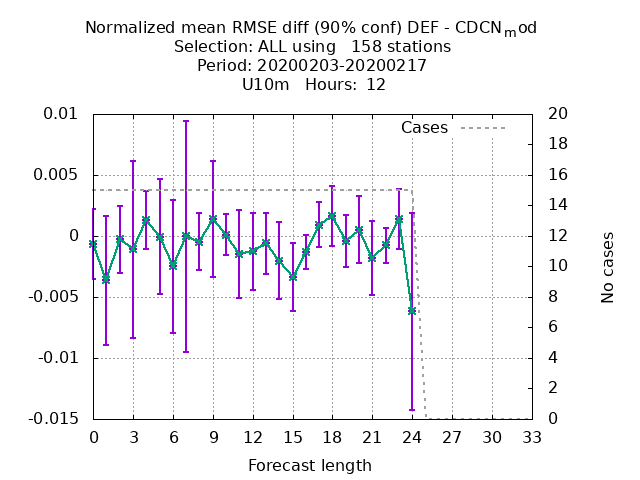 Normalized mean RMSE diff (90% conf) DEF - CDCNmod
Selection: ALL using   158 stations
Period: 20200203-20200217
U10m   Hours: 12
0.01
0.005
0
-0.005
-0.01
-0.015
Cases
20
18
16
14
12
10
8
6
4
2
0
No cases
0 3 6 9 12 15 18 21 24 27 30 33
Forecast length